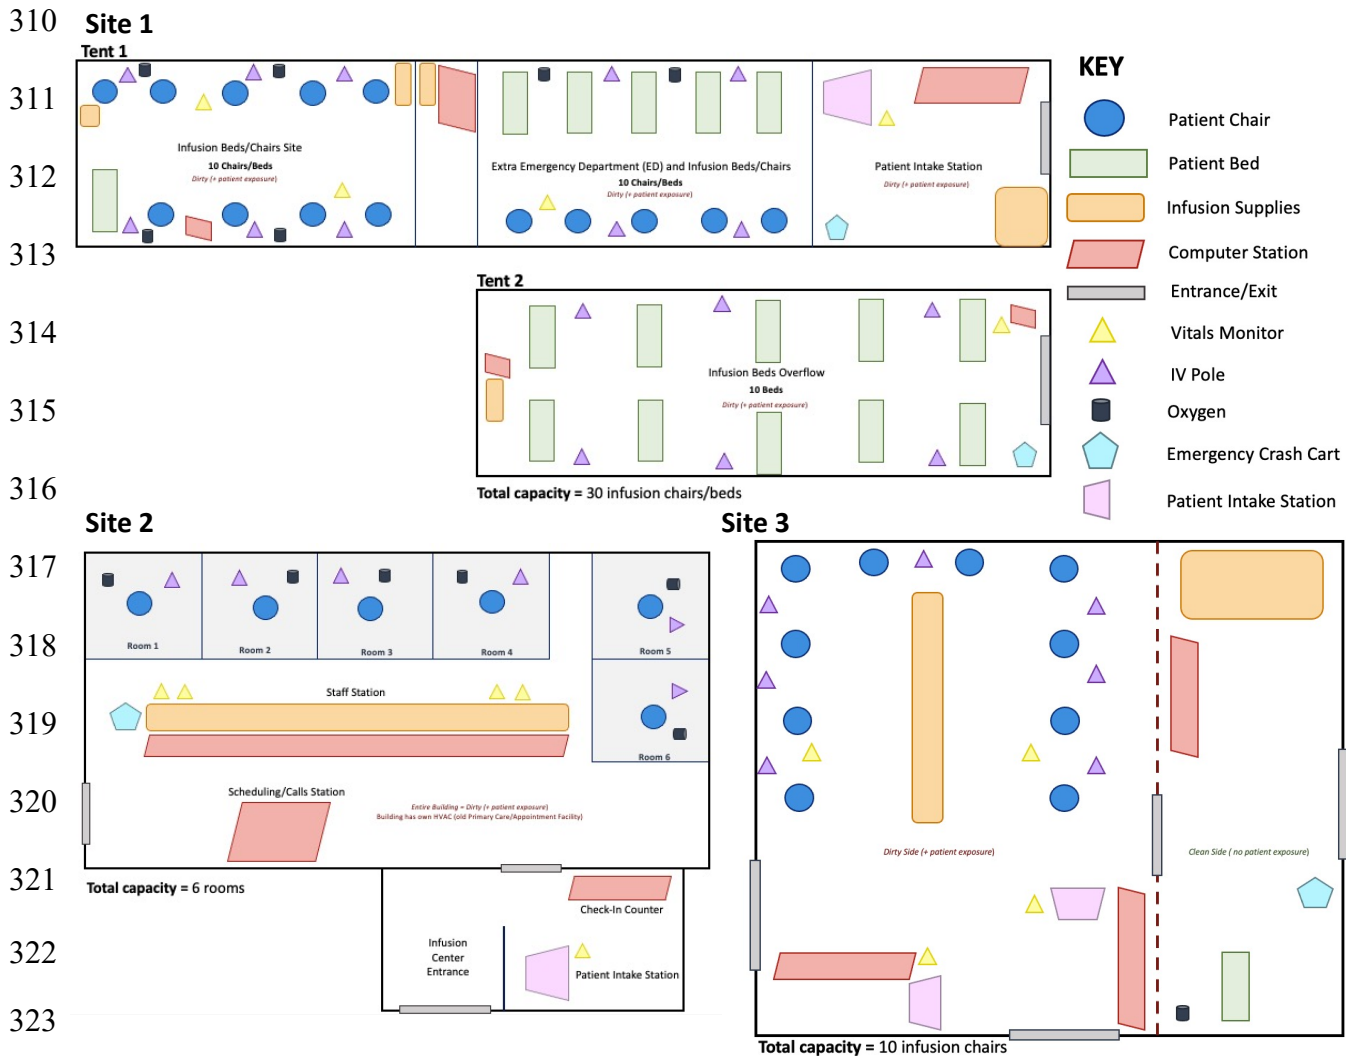 310
Site 1
Tent 1
KEY
311
Patient Chair
Infusion Beds/Chairs Site
10 Chairs/Beds
Dirty (+ patient exposure)
Extra Emergency Department (ED) and Infusion Beds/Chairs
10 Chairs/Beds
Dirty (+ patient exposure)
Patient Intake Station
Dirty (+ patient exposure)
Patient Bed
312
Infusion Supplies
313
Computer Station
Tent 2
Entrance/Exit
314
Vitals Monitor
Infusion Beds Overflow
10 Beds
Dirty (+ patient exposure)
IV Pole
315
Oxygen
Emergency Crash Cart
316
Total capacity = 30 infusion chairs/beds
Patient Intake Station
Site 2
Site 3
317
318
Room 1
Room 2
Room 3
Room 4
Room 5
Staff Station
319
Room 6
320
Scheduling/Calls Station
Entire Building = Dirty (+ patient exposure)
Building has own HVAC (old Primary Care/Appointment Facility)
Dirty Side (+ patient exposure)
Clean Side ( no patient exposure)
321
Total capacity = 6 rooms
Check-In Counter
322
Infusion
Center
Entrance
Patient Intake Station
323
Total capacity = 10 infusion chairs